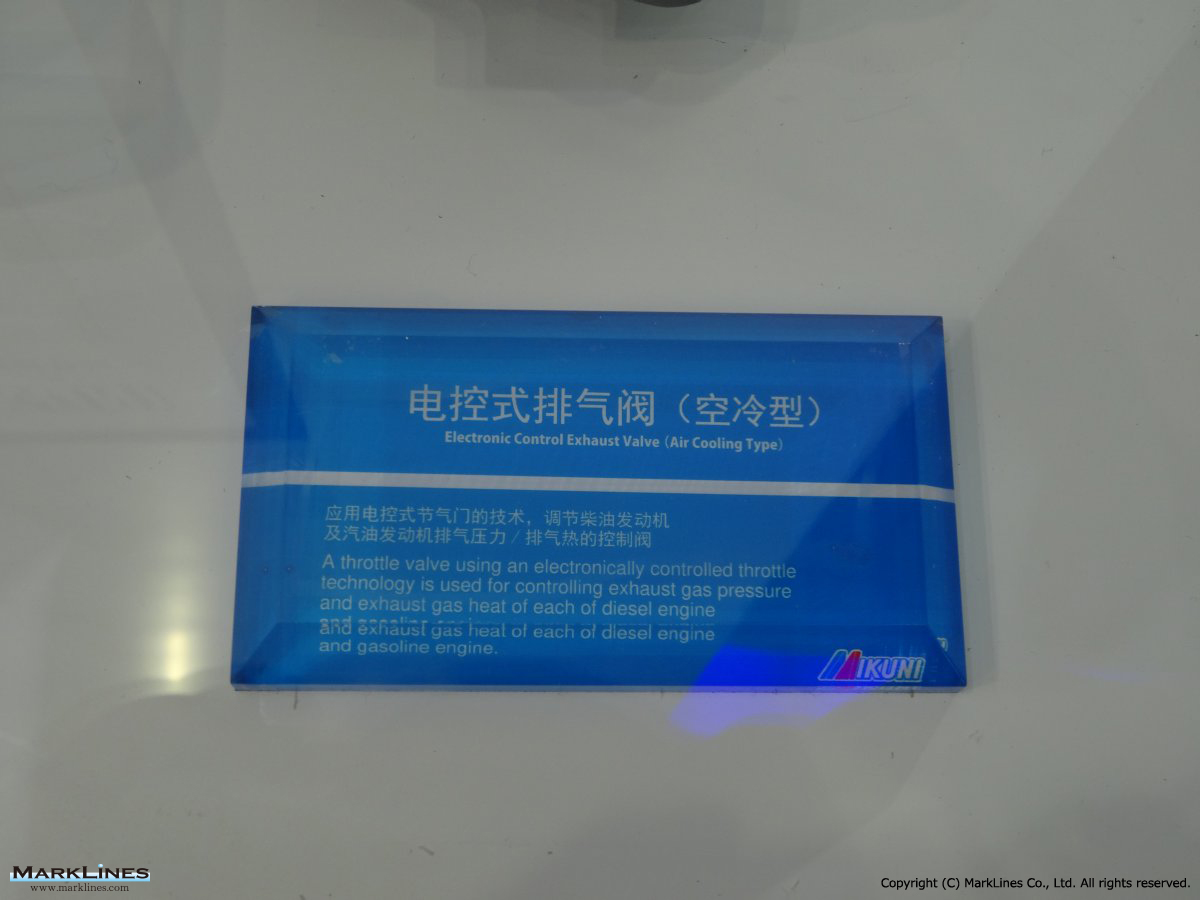 电控式排气阀（空冷型）
Electronic Control Exhaust Valve (Air Cooling Type)
应用电控式节气门的技术，调节柴油发动机
及汽油发动机排气压力/排气热的控制阀
A throttle valve using an electronically controlled throttle
technology is used for controlling exhaust gas pressure
and exhaust gas heat of each of diesel engine
and exhaust gas heat of each of diesel engine
and gasoline engine.
MIKUNI
MARKLINES
www.marklines.com
Copyright (C) MarkLines Co., Ltd. All rights reserved.